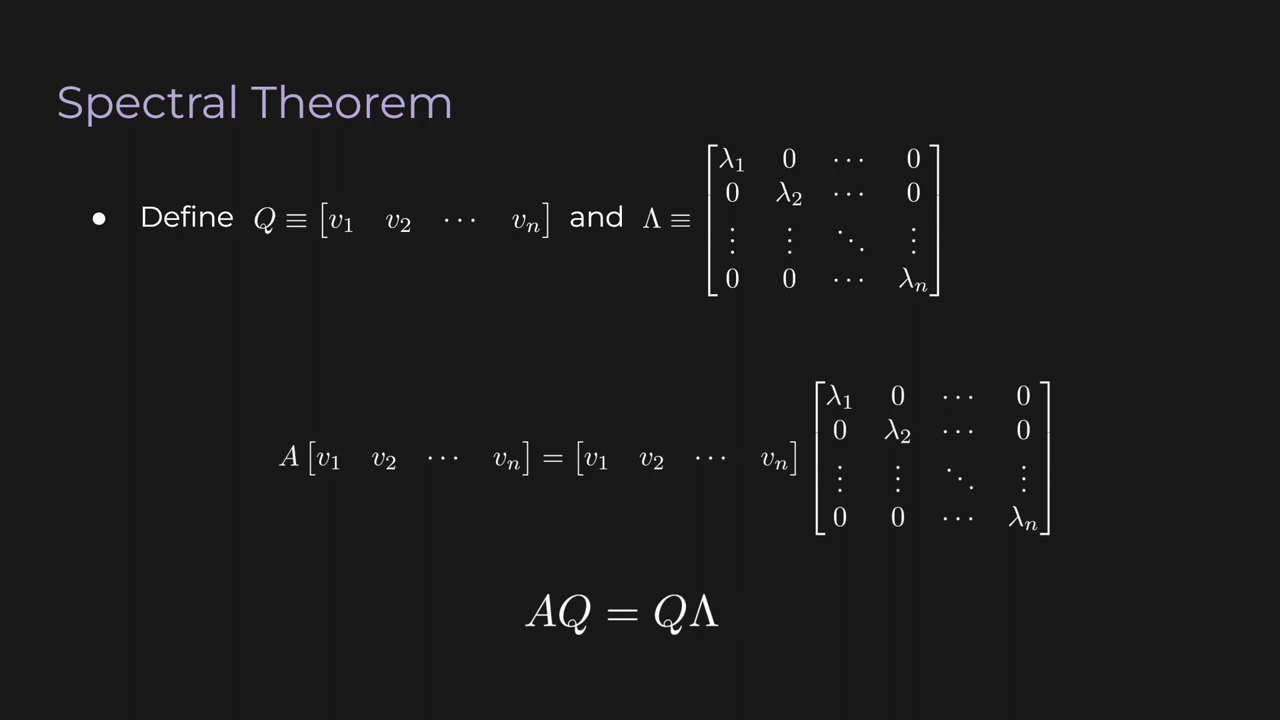 Spectral Theorem
● Define Q ≡ [v₁ v₂ ⋯ vₙ] and Λ ≡ [λ₁ 0 ⋯ 0
0 λ₂ ⋯ 0
⋮ ⋮ ⋱ ⋮
0 0 ⋯ λₙ]
A [v₁ v₂ ⋯ vₙ] = [v₁ v₂ ⋯ vₙ] [λ₁ 0 ⋯ 0
0 λ₂ ⋯ 0
⋮ ⋮ ⋱ ⋮
0 0 ⋯ λₙ]
AQ = QΛ